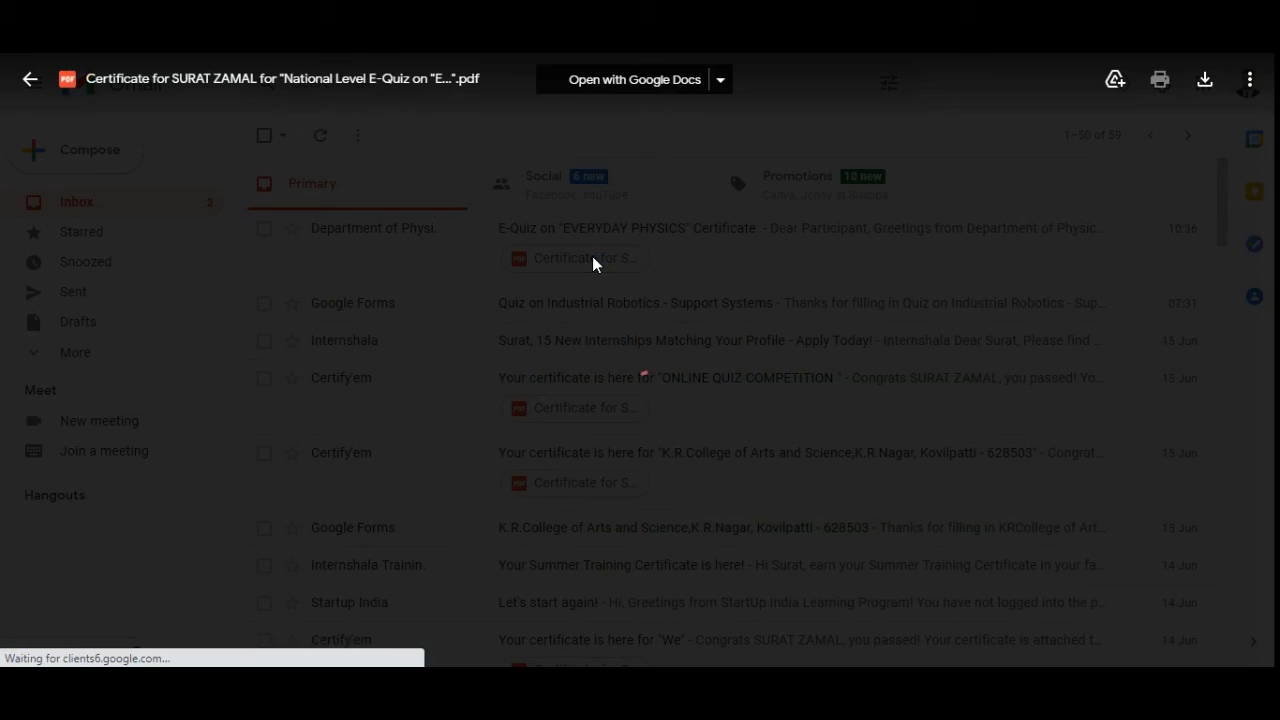 PDF Certificate for SURAT ZAMAL for "National Level E-Quiz on "E...".pdf
Open with Google Docs
Compose
1–50 of 59
Primary
Social 6 new
Facebook, YouTube
Promotions 10 new
Inbox 2
Starred
Snoozed
Sent
Drafts
More
Meet
New meeting
Join a meeting
Hangouts
Department of Physi. E-Quiz on "EVERYDAY PHYSICS" Certificate. - Dear Participant, Greetings from Department of Physic... 10:36
PDF Certificate for S...
Google Forms Quiz on Industrial Robotics - Support Systems - Thanks for filling in Quiz on Industrial Robotics - Sup... 07:31
Internshala Surat, 15 New Internships Matching Your Profile - Apply Today! - Internshala Dear Surat, Please find ... 15 Jun
Certify'em Your certificate is here for "ONLINE QUIZ COMPETITION " - Congrats SURAT ZAMAL, you passed! Yo... 15 Jun
PDF Certificate for S...
Certify'em Your certificate is here for "K.R.College of Arts and Science,K.R.Nagar, Kovilpatti - 628503" - Congrat... 15 Jun
PDF Certificate for S...
Google Forms K.R.College of Arts and Science,K.R.Nagar, Kovilpatti - 628503 - Thanks for filling in KRCollege of Art... 15 Jun
Internshala Trainin. Your Summer Training Certificate is here! - Hi Surat, earn your Summer Training Certificate in your fa... 14 Jun
Startup India Let's start again! - Hi, Greetings from StartUp India Learning Program! You have not logged into the p... 14 Jun
Certify'em Your certificate is here for "We" - Congrats SURAT ZAMAL, you passed! Your certificate is attached t... 14 Jun
Waiting for clients6.google.com...